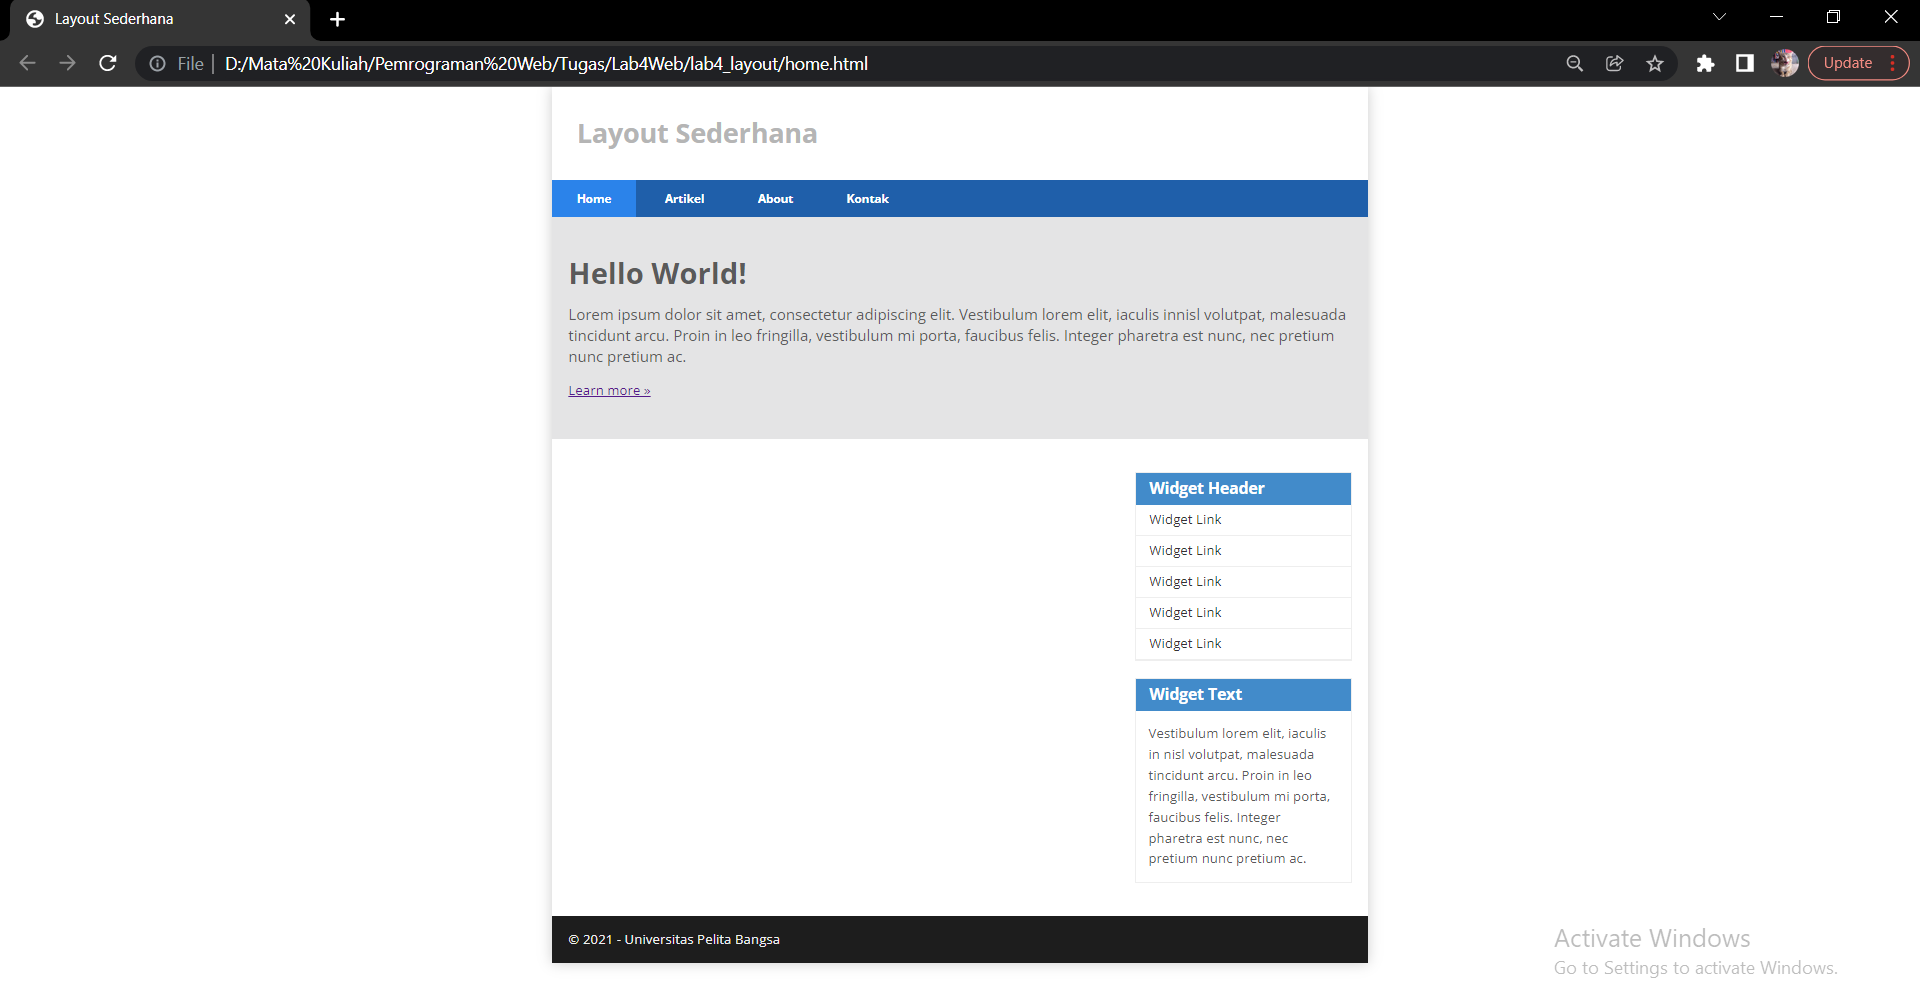 Layout Sederhana
File
D:/Mata%20Kuliah/Pemrograman%20Web/Tugas/Lab4Web/lab4_layout/home.html
Update
Layout Sederhana
Home Artikel About Kontak
Hello World!
Lorem ipsum dolor sit amet, consectetur adipiscing elit. Vestibulum lorem elit, iaculis innisl volutpat, malesuada
tincidunt arcu. Proin in leo fringilla, vestibulum mi porta, faucibus felis. Integer pharetra est nunc, nec pretium
nunc pretium ac.
Learn more »
Widget Header
Widget Link
Widget Link
Widget Link
Widget Link
Widget Link
Widget Text
Vestibulum lorem elit, iaculis
in nisl volutpat, malesuada
tincidunt arcu. Proin in leo
fringilla, vestibulum mi porta,
faucibus felis. Integer
pharetra est nunc, nec
pretium nunc pretium ac.
© 2021 - Universitas Pelita Bangsa
Activate Windows
Go to Settings to activate Windows.